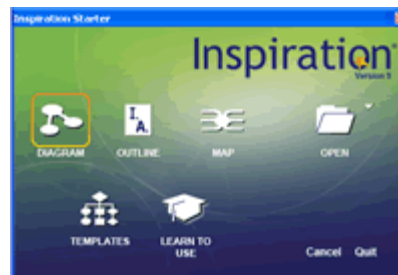 Inspiration Starter
Inspiration
Version 9
I
A.
DIAGRAM OUTLINE MAP OPEN
TEMPLATES LEARN TO
USE
Cancel Quit